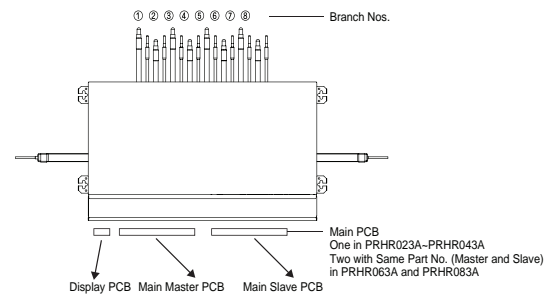 ① ② ③ ④ ⑤ ⑥ ⑦ ⑧ Branch Nos.
Main PCB
One in PRHR023A~PRHR043A
Two with Same Part No. (Master and Slave)
in PRHR063A and PRHR083A
Display PCB Main Master PCB Main Slave PCB